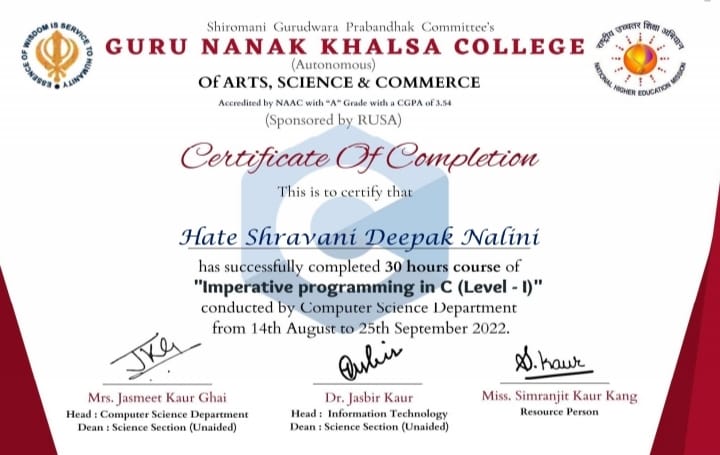 Shiromani Gurudwara Prabandhak Committee's
GURU NANAK KHALSA COLLEGE
(Autonomous)
Of ARTS, SCIENCE & COMMERCE
Accredited by NAAC with "A" Grade with a CGPA of 3.54
(Sponsored by RUSA)
ESSENCE OF WISDOM IS SERVICE TO HUMANITY
राष्ट्रीय उच्चतर शिक्षा अभियान
NATIONAL HIGHER EDUCATION MISSION
Certificate Of Completion
This is to certify that
Hate Shravani Deepak Nalini
has successfully completed 30 hours course of
"Imperative programming in C (Level - I)"
conducted by Computer Science Department
from 14th August to 25th September 2022.
S.Kaur
Mrs. Jasmeet Kaur Ghai
Head : Computer Science Department
Dean : Science Section (Unaided)
Dr. Jasbir Kaur
Head : Information Technology
Dean : Science Section (Unaided)
Miss. Simranjit Kaur Kang
Resource Person